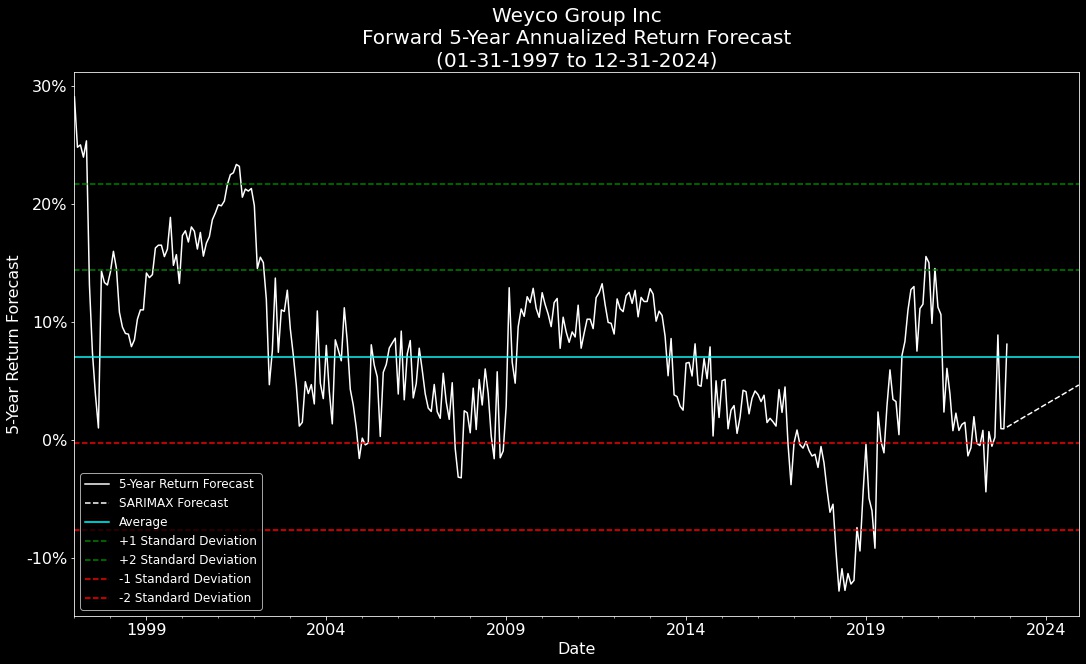 Weyco Group Inc
Forward 5-Year Annualized Return Forecast
(01-31-1997 to 12-31-2024)
5-Year Return Forecast
30%
20%
10%
0%
-10%
5-Year Return Forecast
SARIMAX Forecast
Average
+1 Standard Deviation
+2 Standard Deviation
-1 Standard Deviation
-2 Standard Deviation
1999 2004 2009 2014 2019 2024
Date